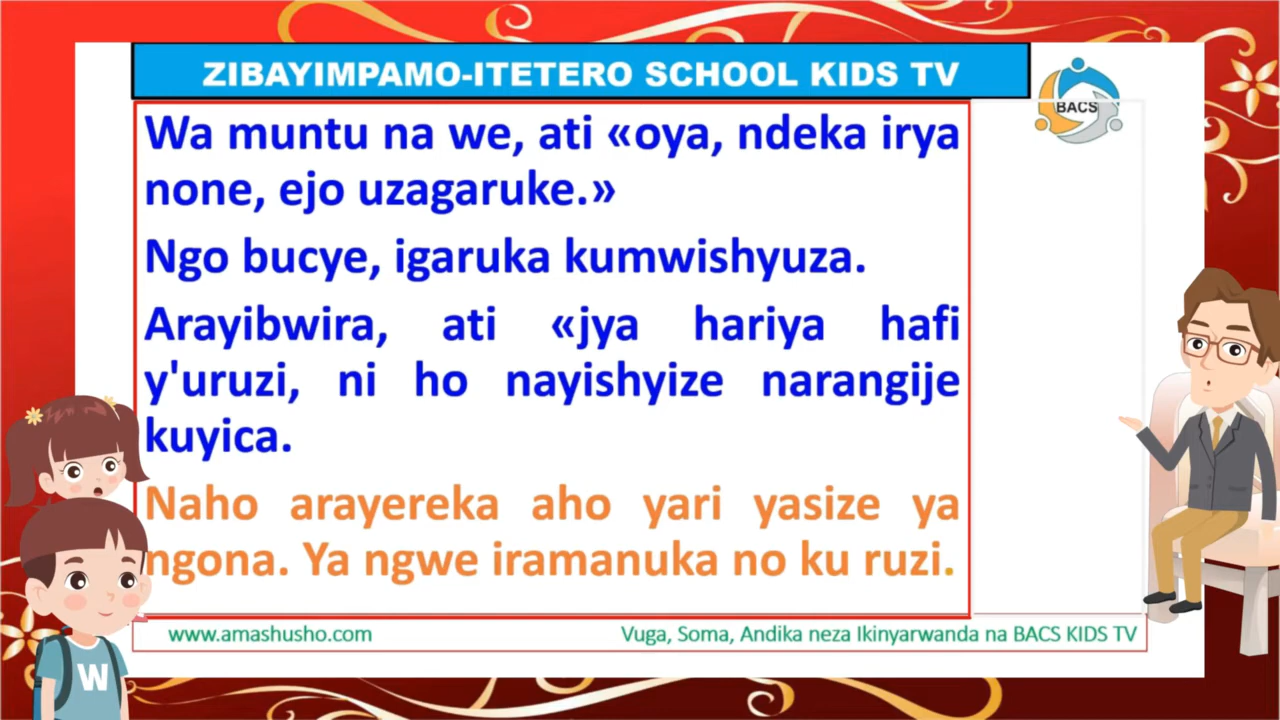 ZIBAYIMPAMO-ITETERO SCHOOL KIDS TV
BACS
Wa muntu na we, ati «oya, ndeka irya
none, ejo uzagaruke.»
Ngo bucye, igaruka kumwishyuza.
Arayibwira, ati «jya hariya hafi
y'uruzi, ni ho nayishyize narangije
kuyica.
Naho arayereka aho yari yasize ya
ngona. Ya ngwe iramanuka no ku ruzi.
W
www.amashusho.com
Vuga, Soma, Andika neza Ikinyarwanda na BACS KIDS TV